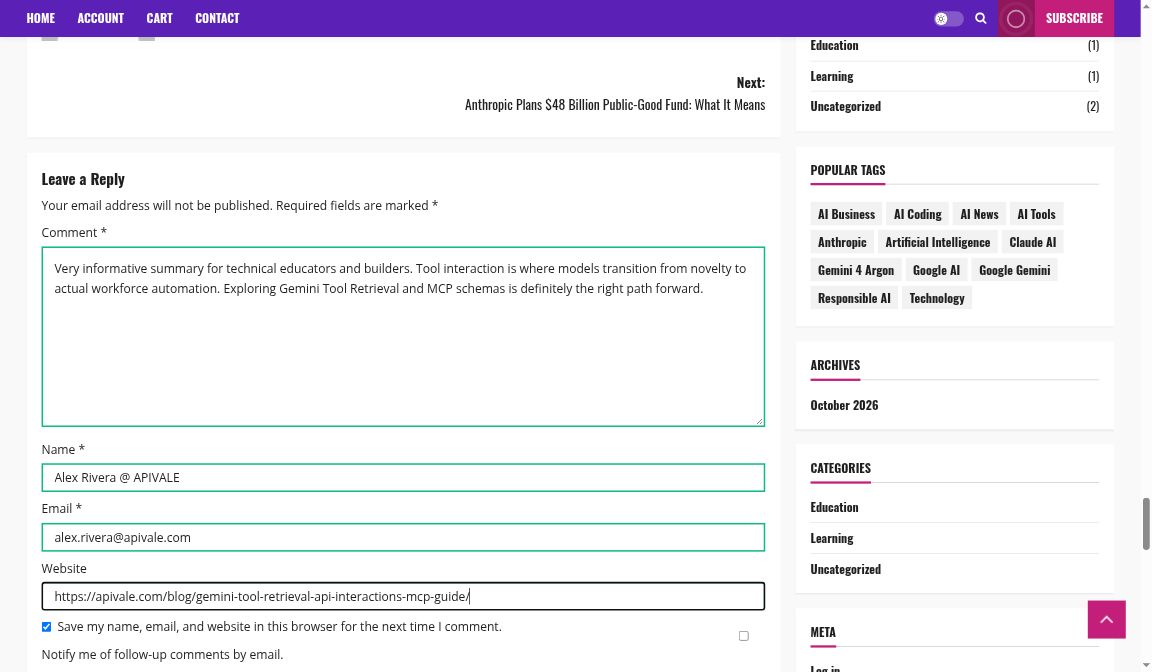 HOME ACCOUNT CART CONTACT SUBSCRIBE
Next:
Anthropic Plans $48 Billion Public-Good Fund: What It Means
Leave a Reply
Your email address will not be published. Required fields are marked *
Comment *
Very informative summary for technical educators and builders. Tool interaction is where models transition from novelty to
actual workforce automation. Exploring Gemini Tool Retrieval and MCP schemas is definitely the right path forward.
Name *
Alex Rivera @ APIVALE
Email *
alex.rivera@apivale.com
Website
https://apivale.com/blog/gemini-tool-retrieval-api-interactions-mcp-guide/
Save my name, email, and website in this browser for the next time I comment.
Notify me of follow-up comments by email.
Education (1)
Learning (1)
Uncategorized (2)
POPULAR TAGS
AI Business AI Coding AI News AI Tools
Anthropic Artificial Intelligence Claude AI
Gemini 4 Argon Google AI Google Gemini
Responsible AI Technology
ARCHIVES
October 2026
CATEGORIES
Education
Learning
Uncategorized
META
Log in